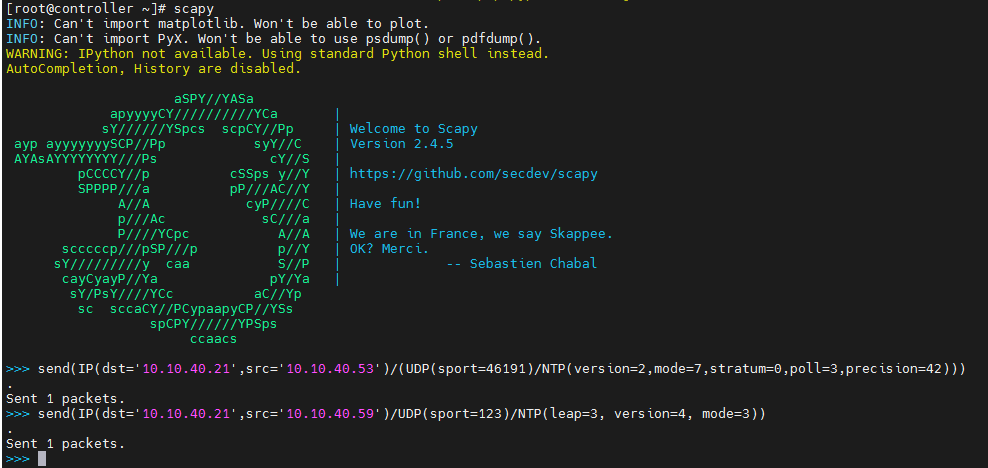 [root@controller ~]# scapy
INFO: Can't import matplotlib. Won't be able to plot.
INFO: Can't import PyX. Won't be able to use psdump() or pdfdump().
WARNING: IPython not available. Using standard Python shell instead.
AutoCompletion, History are disabled.
                     aSPY//YASa
             apyyyyCY//////////YCa       |
            sY//////YSpcs  scpCY//Pp     | Welcome to Scapy
 ayp ayyyyyyySCP//Pp           syY//C    | Version 2.4.5
 AYAsAYYYYYYYY///Ps              cY//S   |
         pCCCCY//p          cSSps y//Y   | https://github.com/secdev/scapy
         SPPPP///a          pP///AC//Y   |
              A//A            cyP////C   | Have fun!
              p///Ac            sC///a   |
              P////YCpc           A//A   | We are in France, we say Skappee.
       scccccp///pSP///p          p//Y   | OK? Merci.
      sY/////////y  caa           S//P   |             -- Sebastien Chabal
       cayCyayP//Ya              pY/Ya   |
        sY/PsY////YCc          aC//Yp
         sc  sccaCY//PCypaapyCP//YSs
                  spCPY//////YPSps
                       ccaacs
>>> send(IP(dst='10.10.40.21',src='10.10.40.53')/(UDP(sport=46191)/NTP(version=2,mode=7,stratum=0,poll=3,precision=42)))
.
Sent 1 packets.
>>> send(IP(dst='10.10.40.21',src='10.10.40.59')/UDP(sport=123)/NTP(leap=3, version=4, mode=3))
.
Sent 1 packets.
>>>